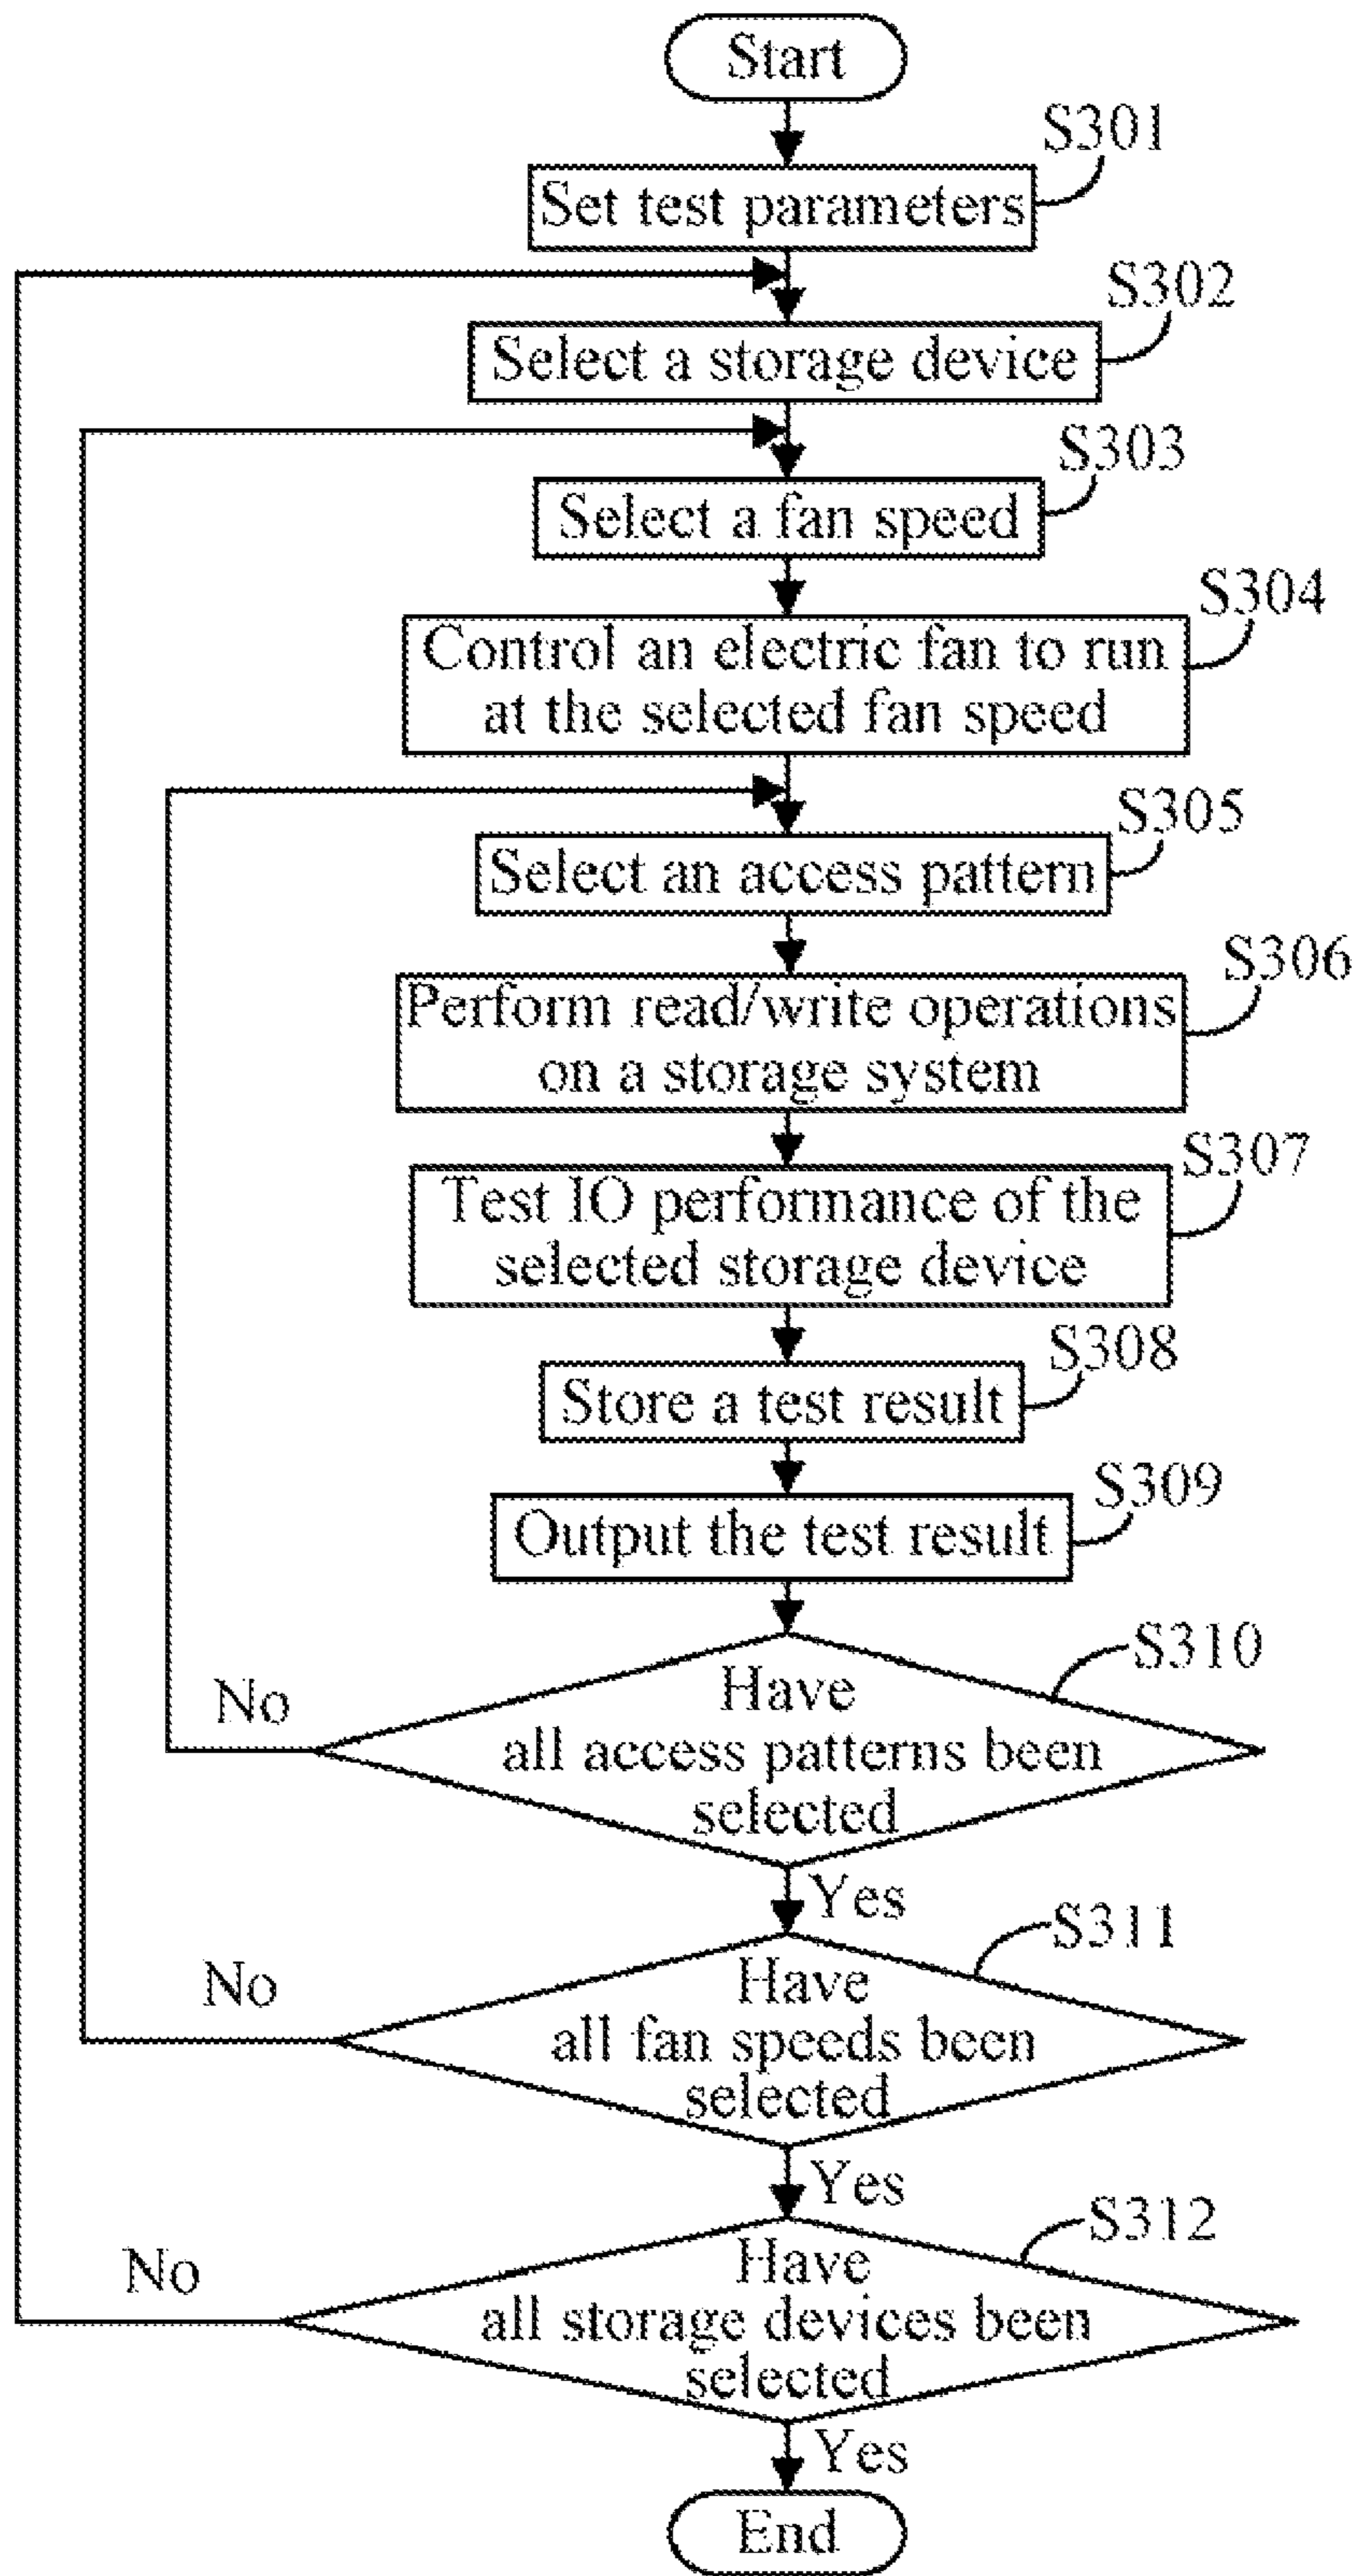 Start
S301
Set test parameters
S302
Select a storage device
S303
Select a fan speed
S304
Control an electric fan to run
at the selected fan speed
S305
Select an access pattern
S306
Perform read/write operations
on a storage system
S307
Test IO performance of the
selected storage device
S308
Store a test result
S309
Output the test result
S310
Have
all access patterns been
selected
No
Yes
S311
Have
all fan speeds been
selected
No
Yes
S312
Have
all storage devices been
selected
No
Yes
End